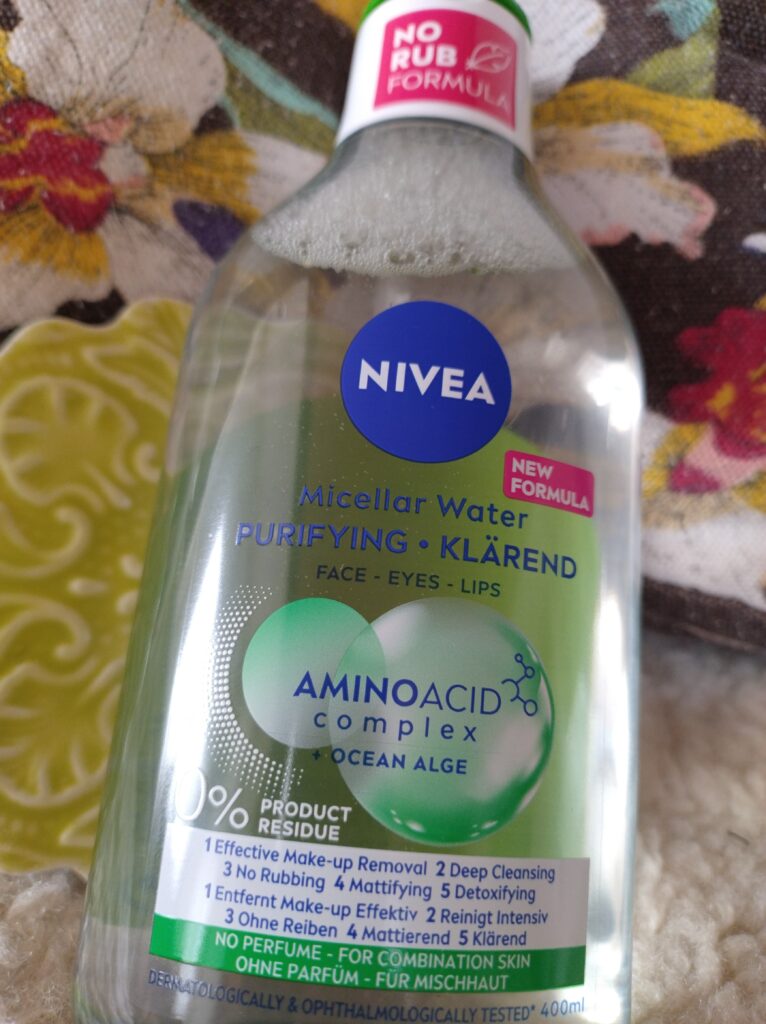 NO
RUB
FORMULA
NIVEA
NEW
FORMULA
Micellar Water
PURIFYING • KLÄREND
FACE - EYES - LIPS
AMINOACID
complex
+ OCEAN ALGE
0% PRODUCT
RESIDUE
1 Effective Make-up Removal 2 Deep Cleansing
3 No Rubbing 4 Mattifying 5 Detoxifying
1 Entfernt Make-up Effektiv 2 Reinigt Intensiv
3 Ohne Reiben 4 Mattierend 5 Klärend
NO PERFUME - FOR COMBINATION SKIN
OHNE PARFÜM - FÜR MISCHHAUT
DERMATOLOGICALLY & OPHTHALMOLOGICALLY TESTED* 400ml